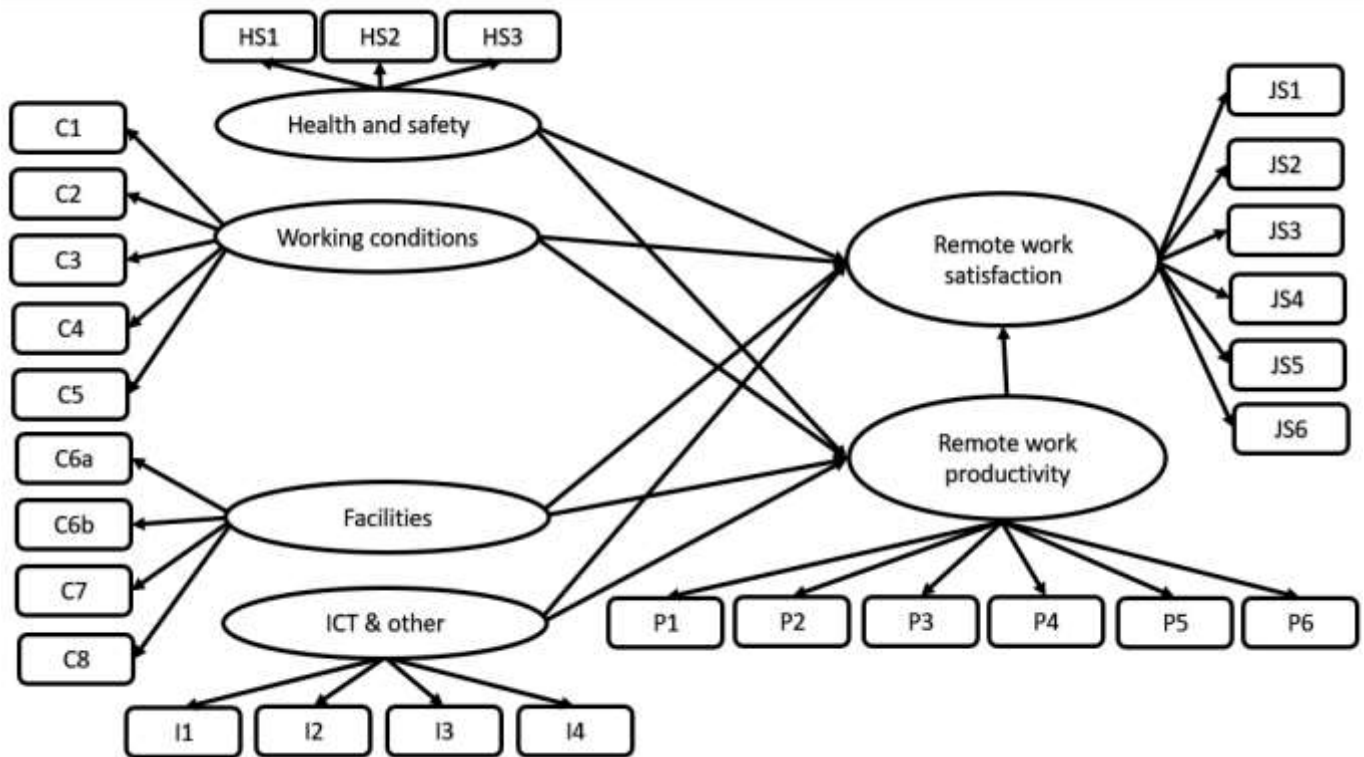 HS1
HS2
HS3
Health and safety
C1
C2
C3
C4
C5
Working conditions
C6a
C6b
C7
C8
Facilities
ICT & other
I1
I2
I3
I4
Remote work
satisfaction
JS1
JS2
JS3
JS4
JS5
JS6
Remote work
productivity
P1
P2
P3
P4
P5
P6